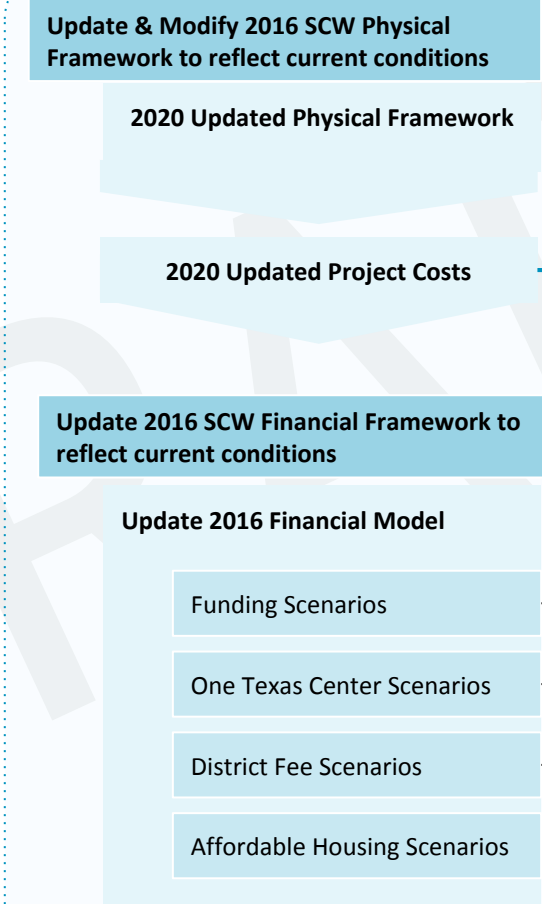 Update & Modify 2016 SCW Physical
Framework to reflect current conditions
2020 Updated Physical Framework
2020 Updated Project Costs
Update 2016 SCW Financial Framework to
reflect current conditions
Update 2016 Financial Model
Funding Scenarios
One Texas Center Scenarios
District Fee Scenarios
Affordable Housing Scenarios